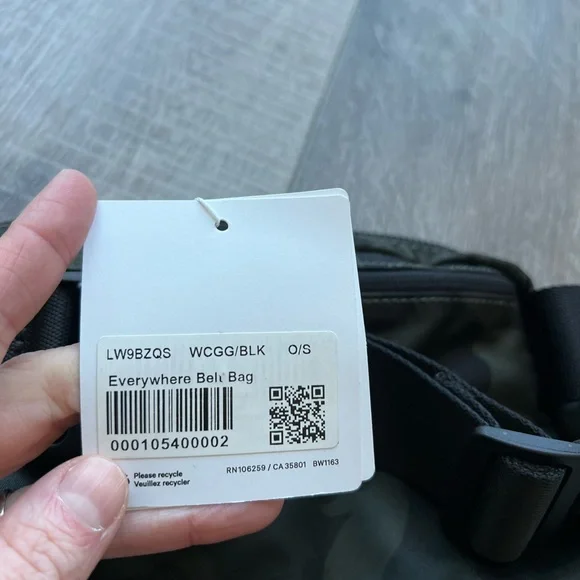 LW9BZQS WCGG/BLK O/S
Everywhere Belt Bag
000105400002
Please recycle
Veuillez recycler
RN106259 / CA35801 BW1163